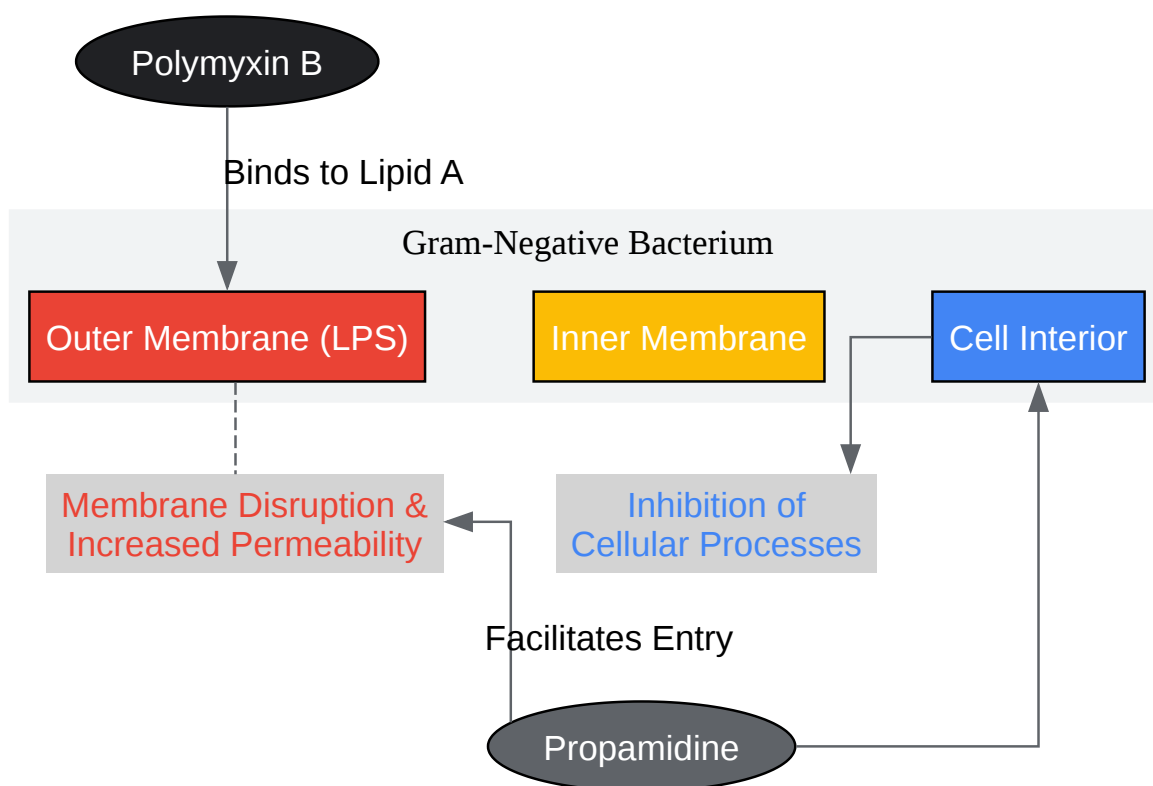 Polymyxin B
Binds to Lipid A
Gram-Negative Bacterium
Outer Membrane (LPS)
Inner Membrane
Cell Interior
Membrane Disruption &
Increased Permeability
Inhibition of
Cellular Processes
Facilitates Entry
Propamidine